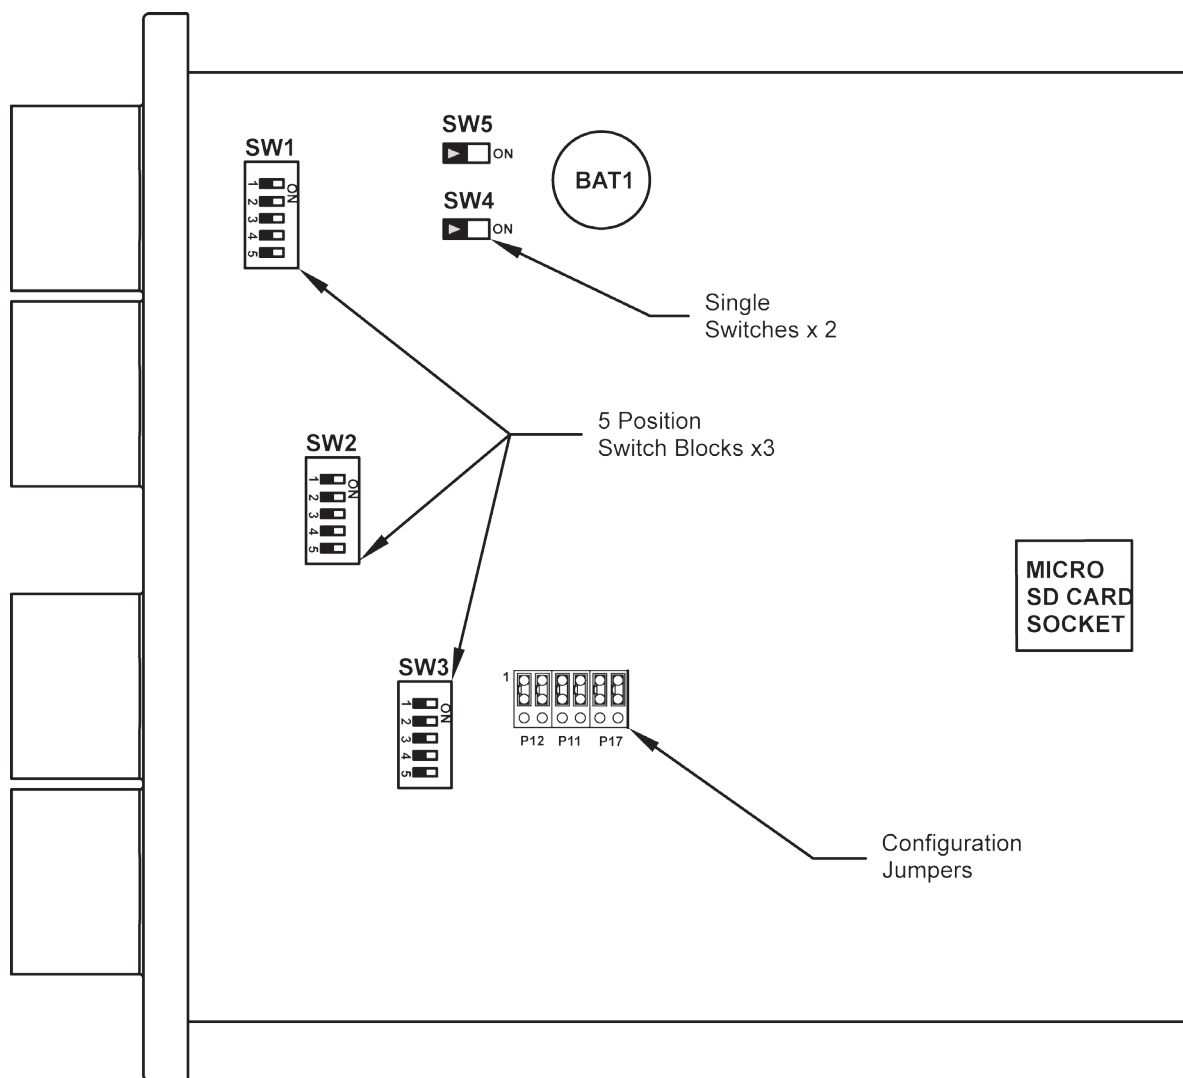 SW5
ON
SW1
1
ON
2
3
4
5
BAT1
SW4
ON
Single
Switches x 2
5 Position
Switch Blocks x3
SW2
1
ON
2
3
4
5
MICRO
SD CARD
SOCKET
SW3
1
ON
2
3
4
5
1
P12 P11 P17
Configuration
Jumpers